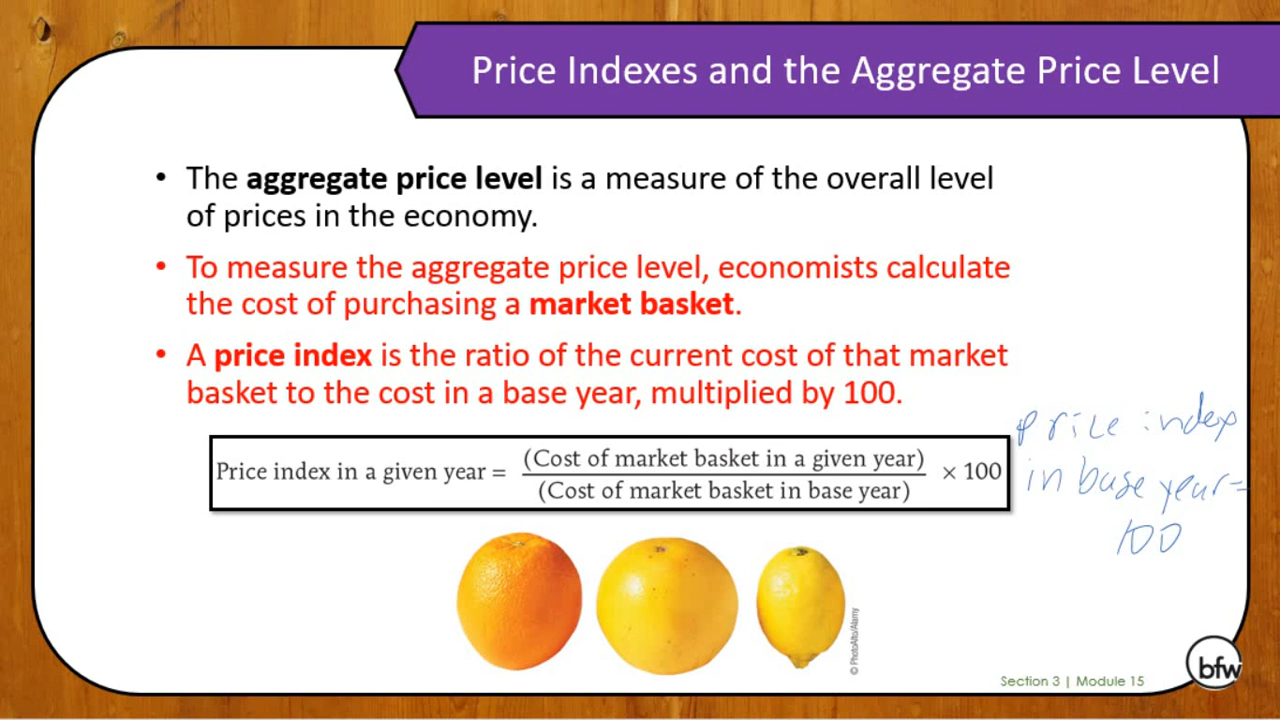 Price Indexes and the Aggregate Price Level
• The aggregate price level is a measure of the overall level
of prices in the economy.
• To measure the aggregate price level, economists calculate
the cost of purchasing a market basket.
• A price index is the ratio of the current cost of that market
basket to the cost in a base year, multiplied by 100.
Price index in a given year = (Cost of market basket in a given year) / (Cost of market basket in base year) × 100
price index
in base year =
100
© PhotoAlto/Alamy
Section 3 | Module 15
bfw